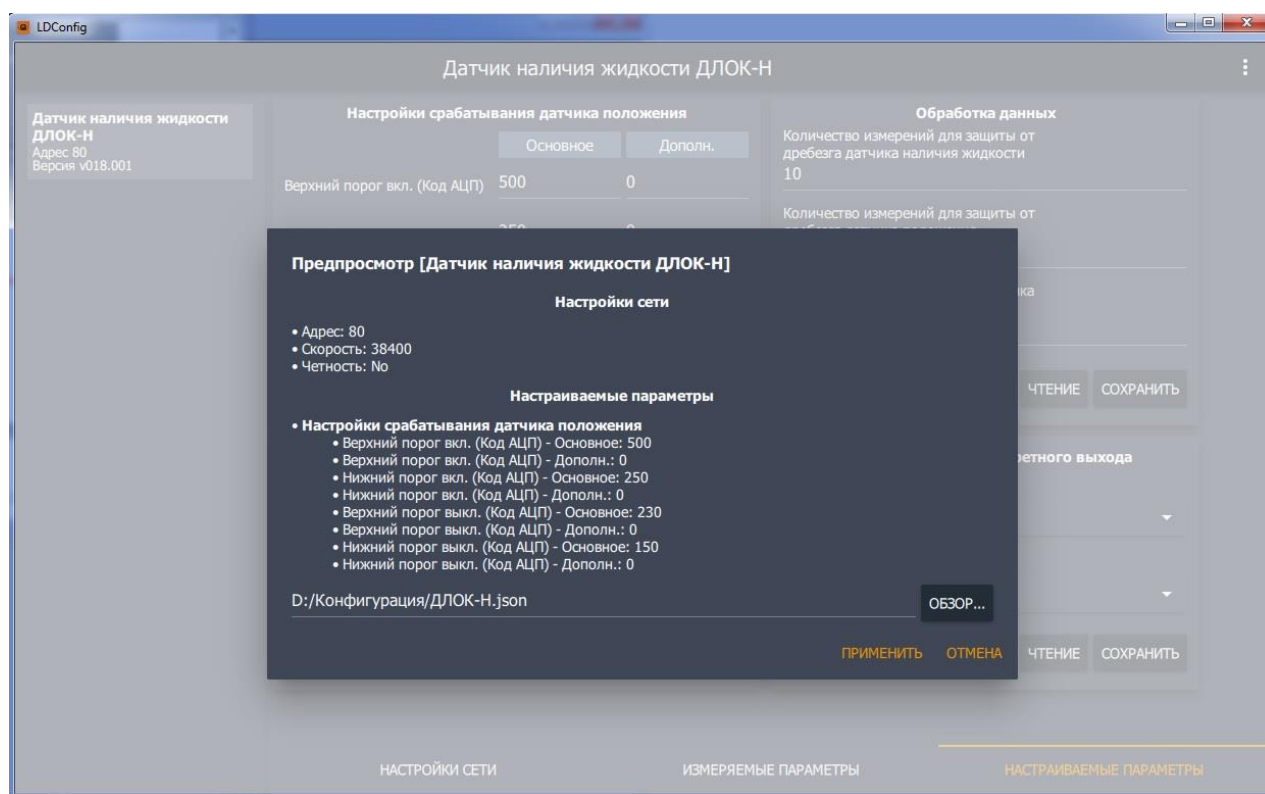 LDConfig
Датчик наличия жидкости ДЛОК-Н
Датчик наличия жидкости
ДЛОК-Н
Адрес 80
Версия v018.001
Настройки срабатывания датчика положения
Основное Дополн.
Верхний порог вкл. (Код АЦП) 500 0
Обработка данных
Количество измерений для защиты от
дребезга датчика наличия жидкости
10
Количество измерений для защиты от
Предпросмотр [Датчик наличия жидкости ДЛОК-Н]
Настройки сети
• Адрес: 80
• Скорость: 38400
• Четность: No
Настраиваемые параметры
• Настройки срабатывания датчика положения
• Верхний порог вкл. (Код АЦП) - Основное: 500
• Верхний порог вкл. (Код АЦП) - Дополн.: 0
• Нижний порог вкл. (Код АЦП) - Основное: 250
• Нижний порог вкл. (Код АЦП) - Дополн.: 0
• Верхний порог выкл. (Код АЦП) - Основное: 230
• Верхний порог выкл. (Код АЦП) - Дополн.: 0
• Нижний порог выкл. (Код АЦП) - Основное: 150
• Нижний порог выкл. (Код АЦП) - Дополн.: 0
D:/Конфигурация/ДЛОК-Н.json
ОБЗОР...
ПРИМЕНИТЬ ОТМЕНА
ЧТЕНИЕ СОХРАНИТЬ
выхода
ЧТЕНИЕ СОХРАНИТЬ
НАСТРОЙКИ СЕТИ ИЗМЕРЯЕМЫЕ ПАРАМЕТРЫ НАСТРАИВАЕМЫЕ ПАРАМЕТРЫ